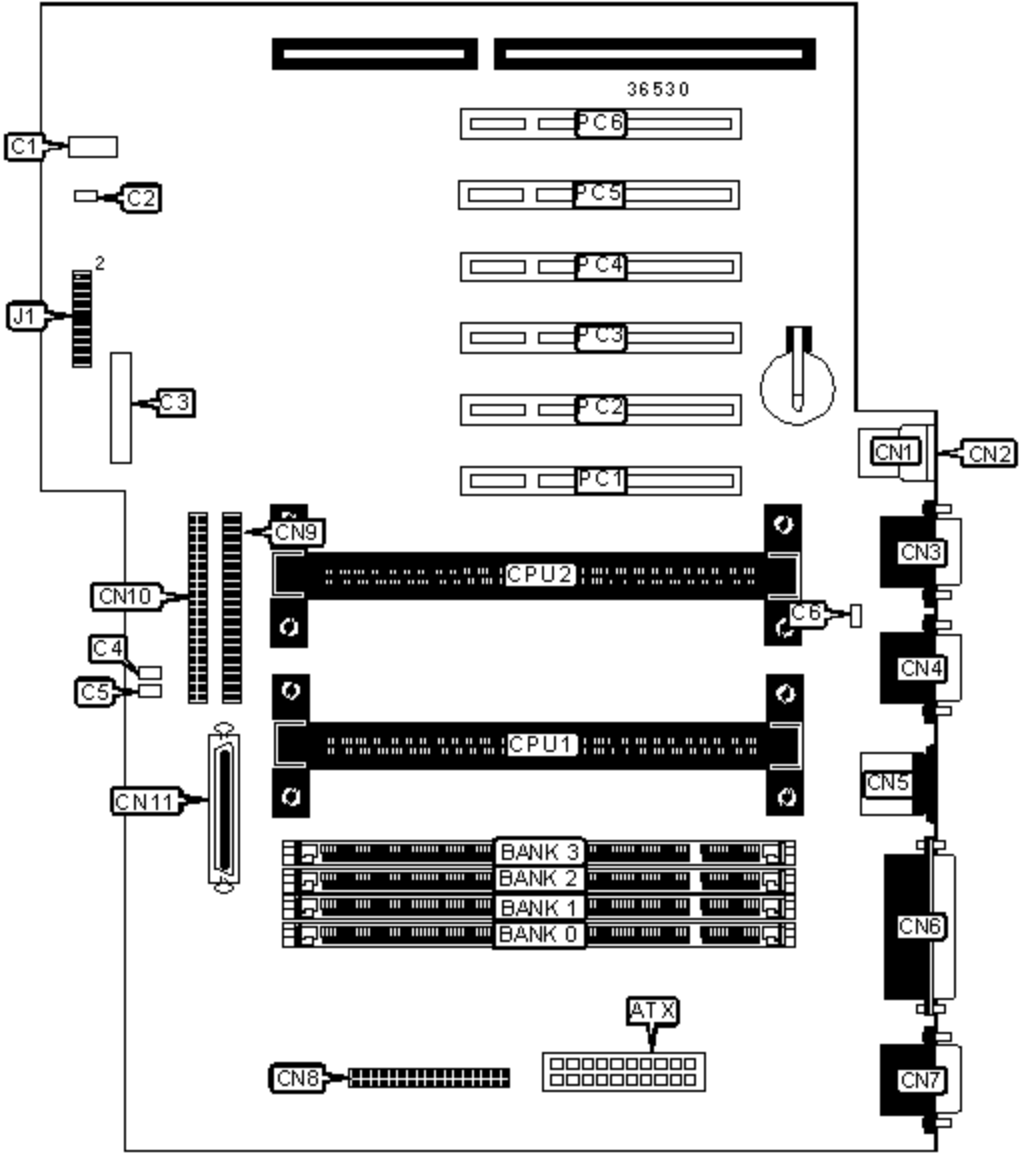 36530
PC6
C1
C2
PC5
2
PC4
J1
PC3
C3
PC2
CN1
CN2
PC1
CN9
CN3
CPU2
CN10
C6
C4
CN4
C5
CPU1
CN5
CN11
BANK 3
BANK 2
BANK 1
CN6
BANK 0
ATX
CN8
CN7